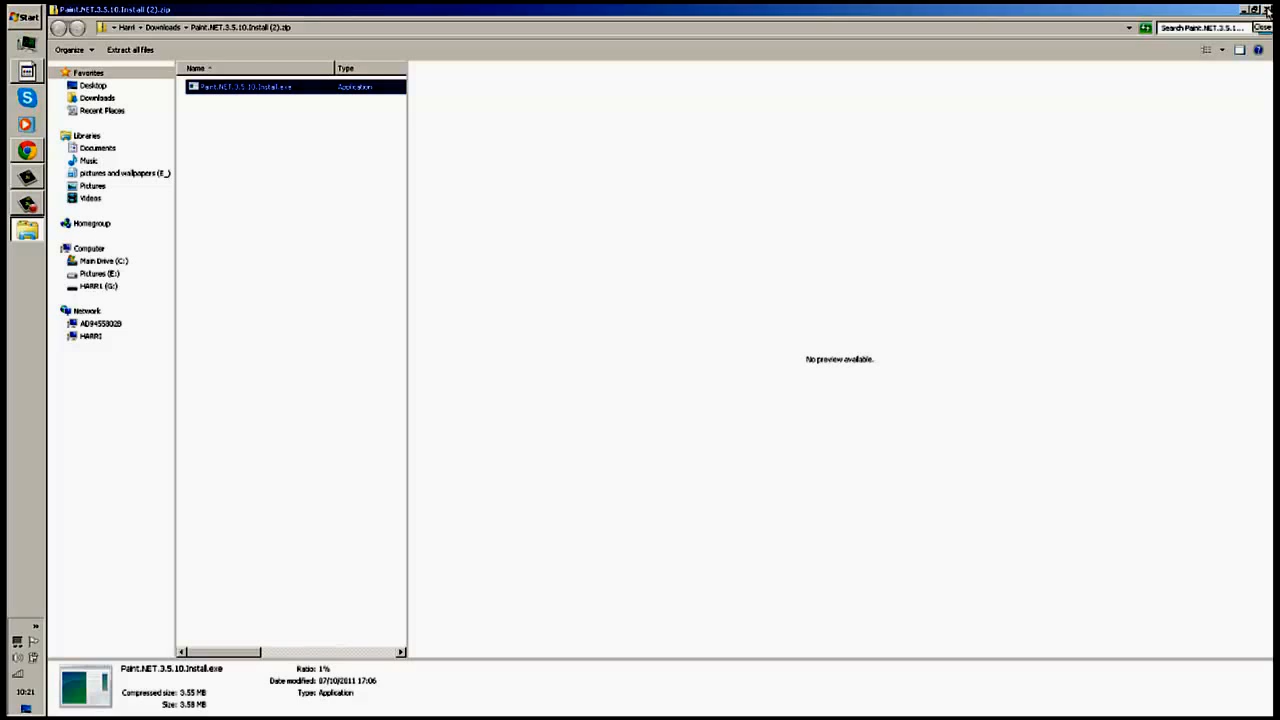 Start
Paint.NET.3.5.10.Install (2).zip
Harri
Downloads
Paint.NET.3.5.10.Install (2).zip
Search Paint.NET.3.5.1...
Close
Organize
Extract all files
Favorites
Desktop
Downloads
Recent Places
Libraries
Documents
Music
pictures and wallpapers (E_)
Pictures
Videos
Homegroup
Computer
Main Drive (C:)
Pictures (E:)
HARRI (G:)
Network
HARRI
Name
Type
Paint.NET.3.5.10.Install.exe
Application
No preview available.
Paint.NET.3.5.10.Install.exe
Compressed size: 3.55 MB
Size: 3.58 MB
Ratio: 1%
Date modified: 07/10/2011 17:06
Type: Application
10:21